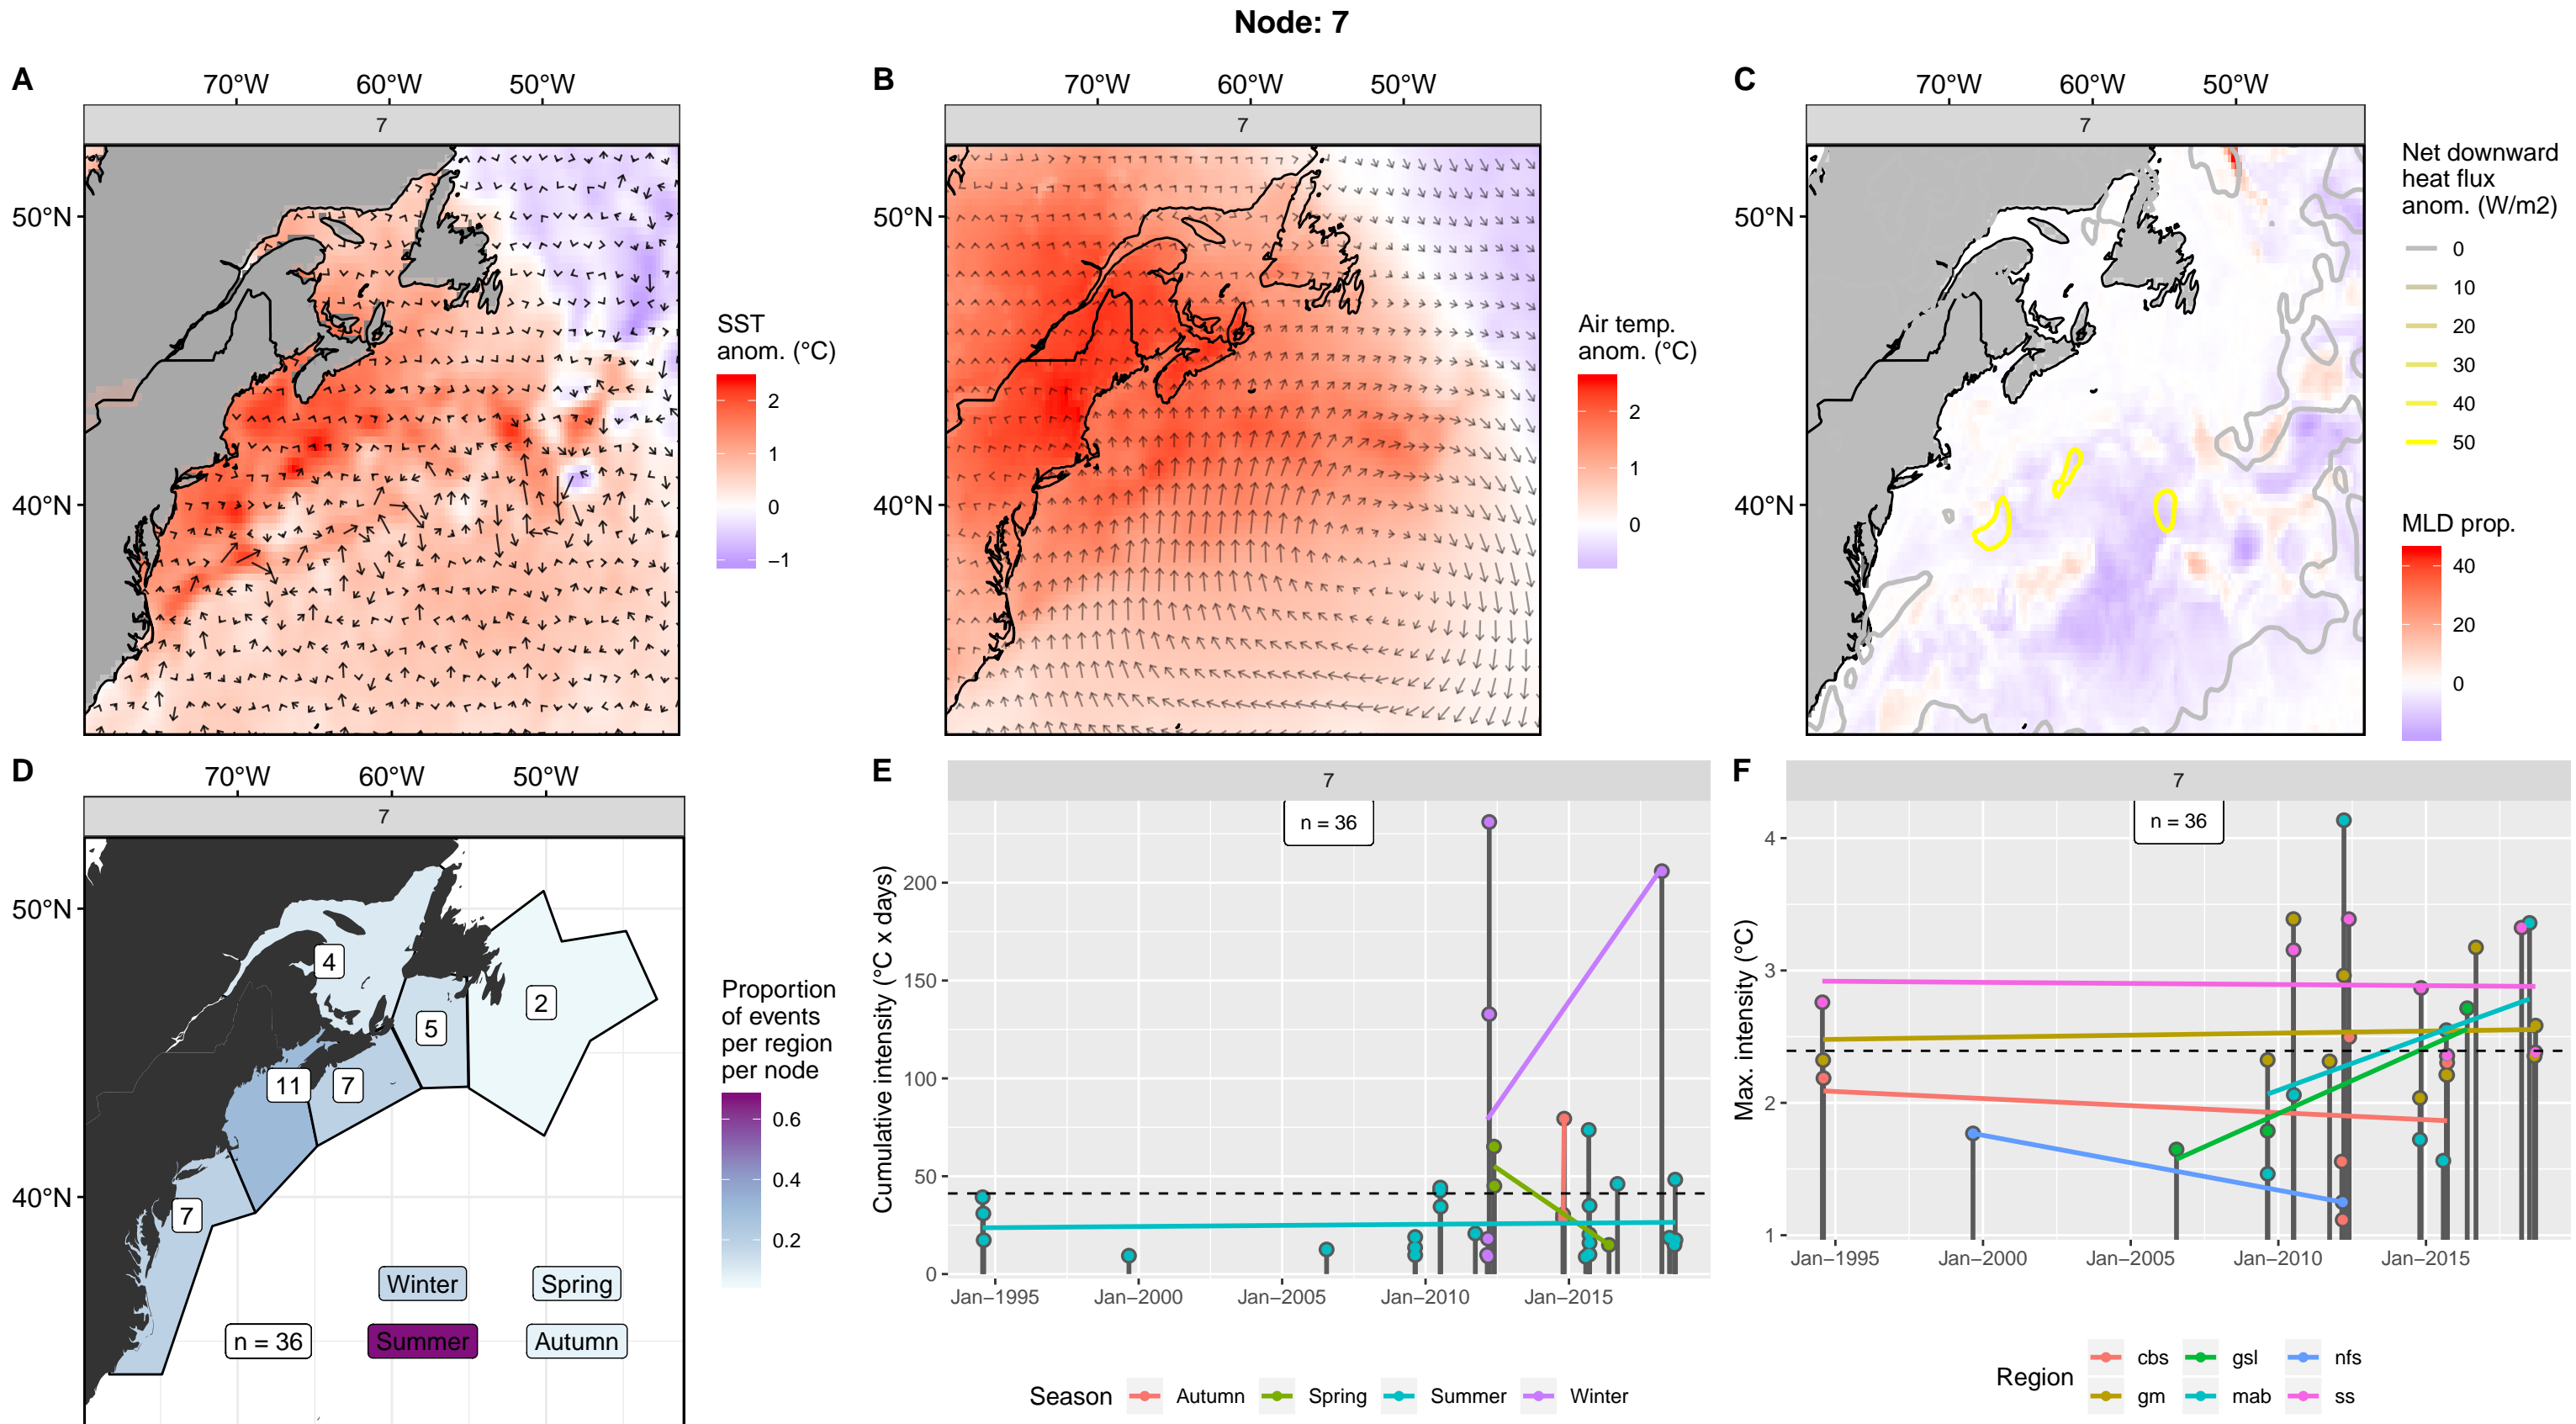 Node: 7
A
70°W 60°W 50°W
7
50°N
40°N
SST
anom. (°C)
2
1
0
−1
B
70°W 60°W 50°W
7
50°N
40°N
Air temp.
anom. (°C)
2
1
0
C
70°W 60°W 50°W
7
50°N
40°N
Net downward
heat flux
anom. (W/m2)
0
10
20
30
40
50
MLD prop.
40
20
0
D
70°W 60°W 50°W
7
50°N
40°N
4
2
5
11
7
7
Winter Spring
n = 36 Summer Autumn
Proportion
of events
per region
per node
0.6
0.4
0.2
E
7
n = 36
Cumulative intensity (°C x days)
200
150
100
50
0
Jan−1995 Jan−2000 Jan−2005 Jan−2010 Jan−2015
Season Autumn Spring Summer Winter
F
7
n = 36
Max. intensity (°C)
4
3
2
1
Jan−1995 Jan−2000 Jan−2005 Jan−2010 Jan−2015
Region
cbs gsl nfs
gm mab ss